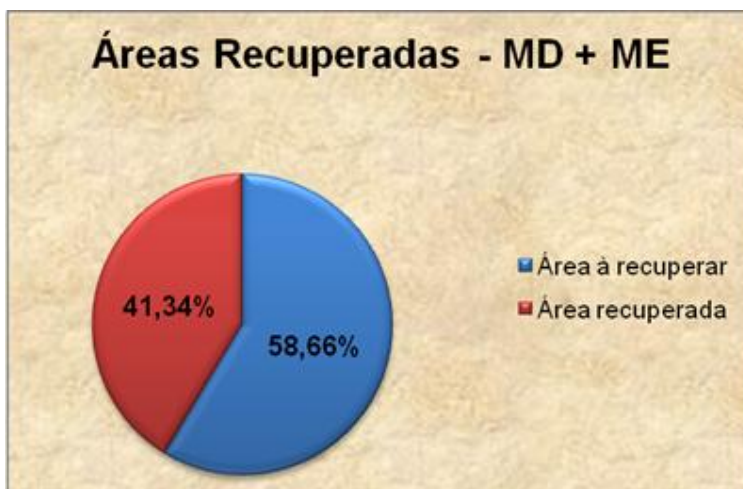 Áreas Recuperadas - MD + ME
41,34%
58,66%
Área à recuperar
Área recuperada